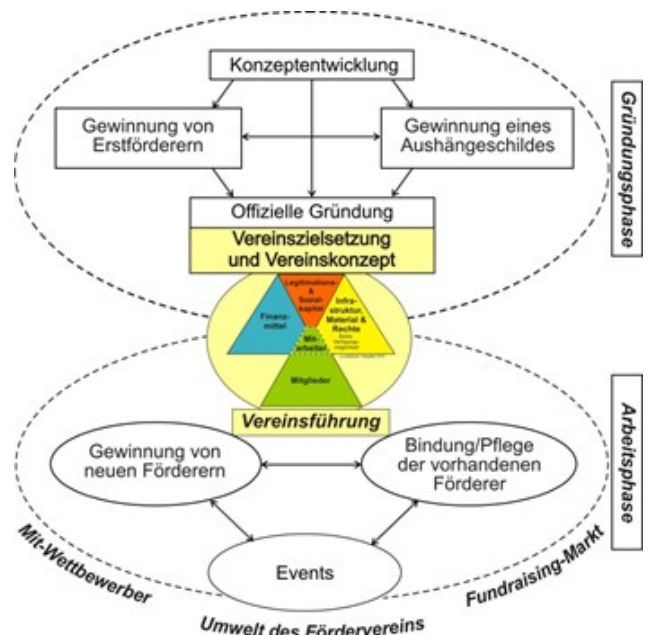 Konzeptentwicklung
Gewinnung von
Erstförderern
Gewinnung eines
Aushängeschildes
Gründungsphase
Offizielle Gründung
Vereinszielsetzung
und Vereinskonzept
Legitimations-
& Sozial-
kapital
Finanz-
mittel
Infra-
struktur,
Material &
Rechte
Mit-
arbeiter
Mitglieder
Vereinsführung
Gewinnung von
neuen Förderern
Bindung/Pflege
der vorhandenen
Förderer
Arbeitsphase
Events
Mit-Wettbewerber
Fundraising-Markt
Umwelt des Fördervereins